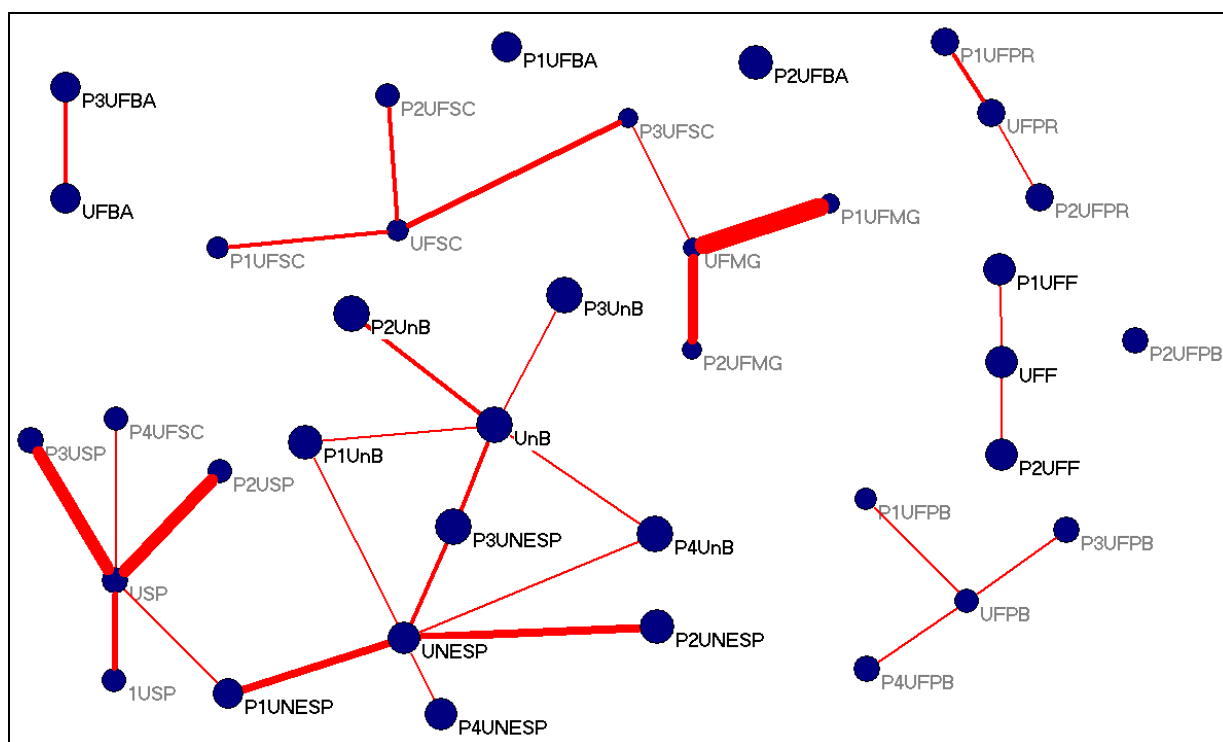 P1UFPR
P1UFBA
P2UFBA
P3UFBA
P2UFSC
UFPR
P3UFSC
P1UFMG
UFBA
P2UFPR
UFSC
P1UFSC
UFMG
P1UFF
P3UnB
P2UnB
P2UFPB
P2UFMG
UFF
P4UFSC
UnB
P3USP
P1UnB
P2UFF
P2USP
P1UFPB
P3UFPB
P3UNESP
P4UnB
USP
UFPB
P2UNESP
UNESP
P4UFPB
1USP
P1UNESP
P4UNESP